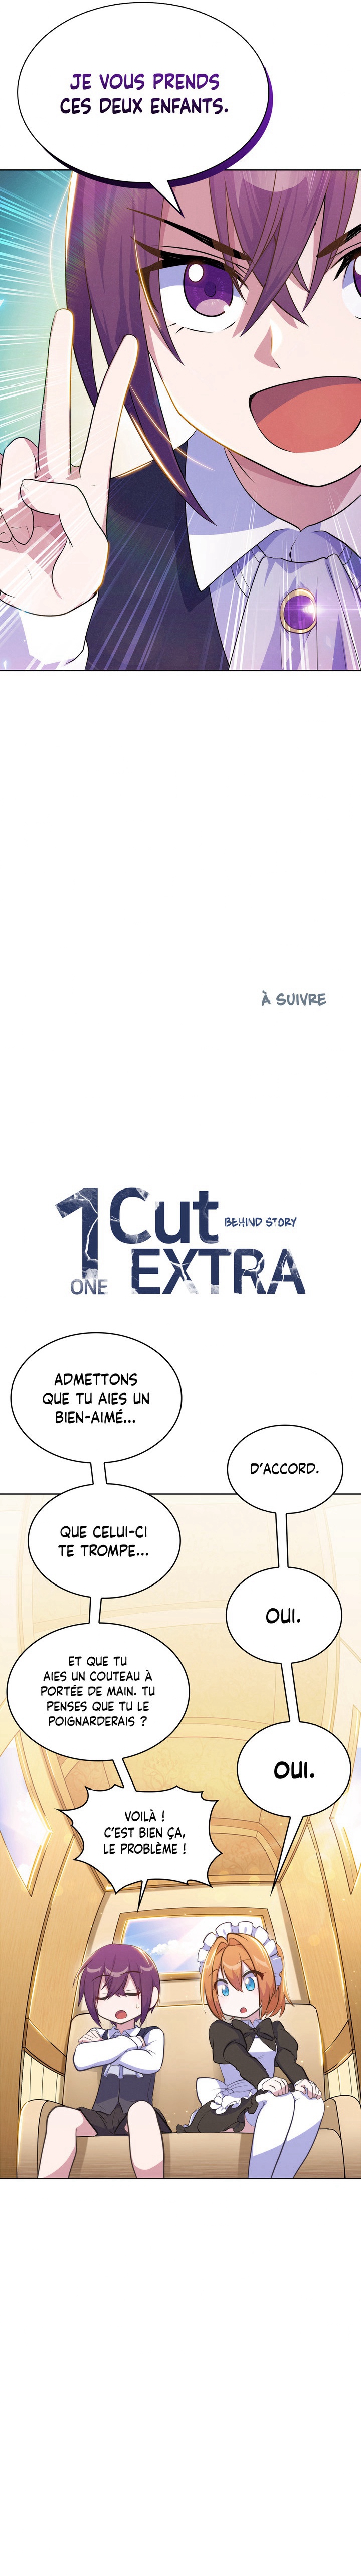 JE VOUS PRENDS
CES DEUX ENFANTS.
À SUIVRE
1 Cut
BEHIND STORY
ONE EXTRA
ADMETTONS
QUE TU AIES UN
BIEN-AIMÉ...
D'ACCORD.
QUE CELUI-CI
TE TROMPE...
OUI.
ET QUE TU
AIES UN COUTEAU À
PORTÉE DE MAIN. TU
PENSES QUE TU LE
POIGNARDERAIS ?
OUI.
VOILÀ !
C'EST BIEN ÇA,
LE PROBLÈME !